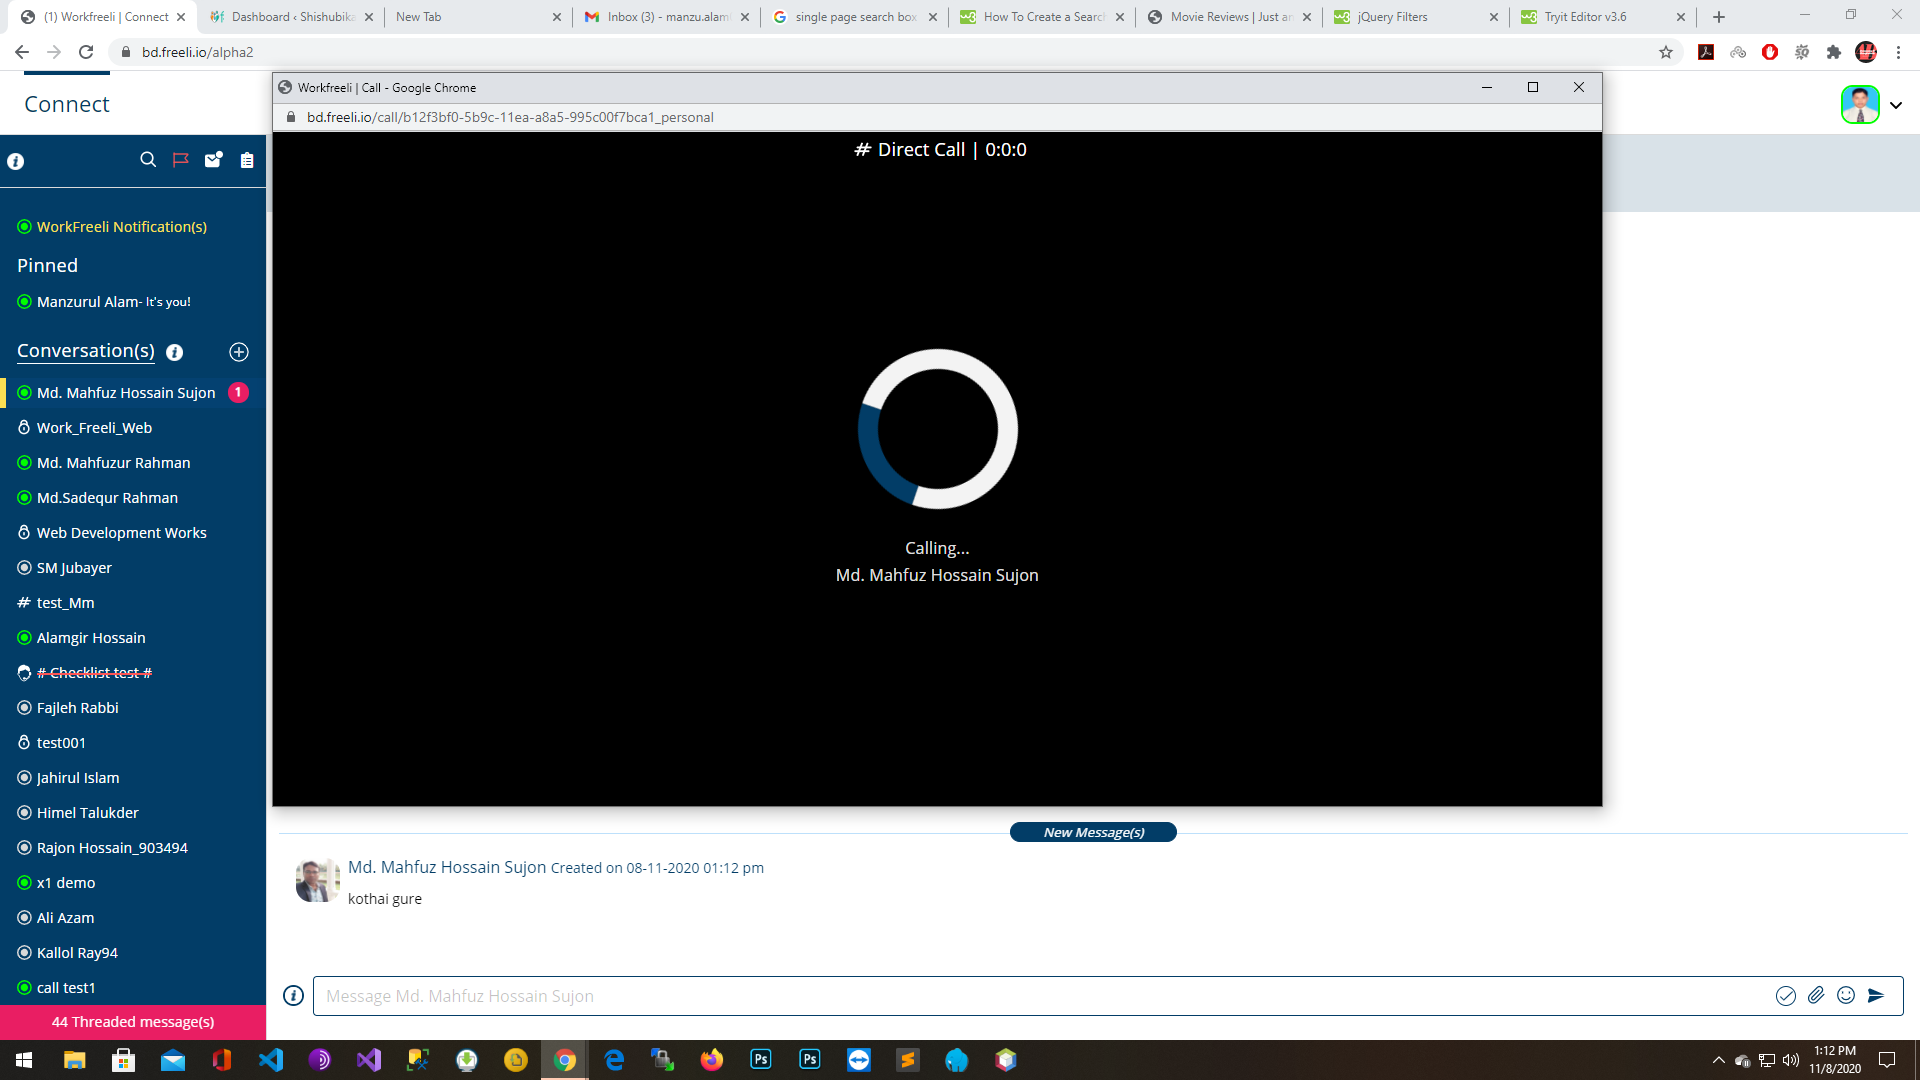 (1) Workfreeli | Connect
Dashboard ‹ Shishubika
New Tab
Inbox (3) - manzu.alam
single page search box
How To Create a Search
Movie Reviews | Just an
jQuery Filters
Tryit Editor v3.6
bd.freeli.io/alpha2
Connect
Workfreeli | Call - Google Chrome
bd.freeli.io/call/b12f3bf0-5b9c-11ea-a8a5-995c00f7bca1_personal
# Direct Call | 0:0:0
Calling...
Md. Mahfuz Hossain Sujon
WorkFreeli Notification(s)
Pinned
Manzurul Alam- It's you!
Conversation(s)
Md. Mahfuz Hossain Sujon 1
Work_Freeli_Web
Md. Mahfuzur Rahman
Md.Sadequr Rahman
Web Development Works
SM Jubayer
# test_Mm
Alamgir Hossain
# Checklist test #
Fajleh Rabbi
test001
Jahirul Islam
Himel Talukder
Rajon Hossain_903494
x1 demo
Ali Azam
Kallol Ray94
call test1
44 Threaded message(s)
New Message(s)
Md. Mahfuz Hossain Sujon Created on 08-11-2020 01:12 pm
kothai gure
Message Md. Mahfuz Hossain Sujon
Ps
Ps
1:12 PM
11/8/2020